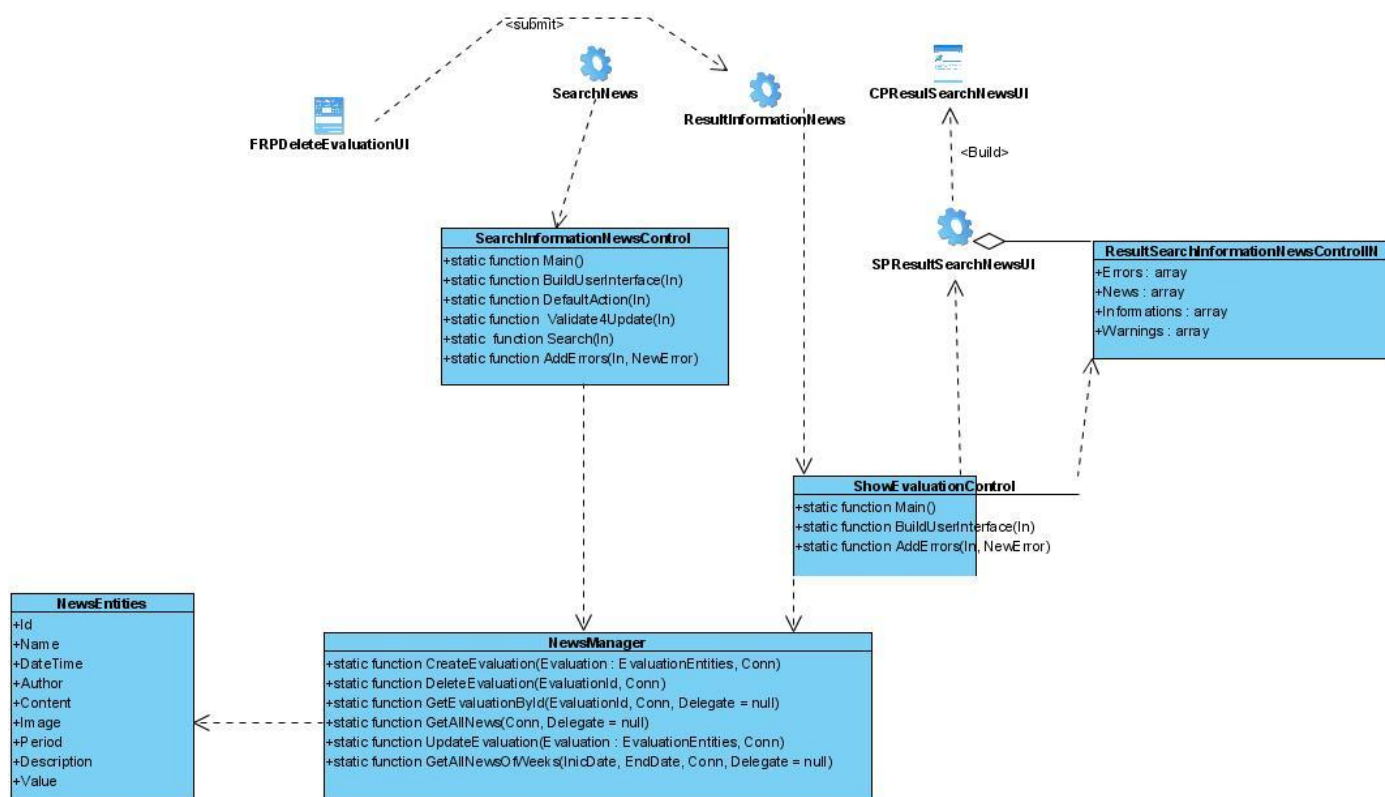 <submit>
SearchNews
ResultInformationNews
CPResulSearchNewsUI
FRPDeleteEvaluationUI
<Build>
SPResultSearchNewsUI
SearchInformationNewsControl
+static function Main()
+static function BuildUserInterface(In)
+static function DefaultAction(In)
+static function Validate4Update(In)
+static function Search(In)
+static function AddErrors(In, NewError)
ResultSearchInformationNewsControlIN
+Errors : array
+News : array
+Informations : array
+Warnings : array
ShowEvaluationControl
+static function Main()
+static function BuildUserInterface(In)
+static function AddErrors(In, NewError)
NewsEntities
+Id
+Name
+DateTime
+Author
+Content
+Image
+Period
+Description
+Value
NewsManager
+static function CreateEvaluation(Evaluation : EvaluationEntities, Conn)
+static function DeleteEvaluation(EvaluationId, Conn)
+static function GetEvaluationById(EvaluationId, Conn, Delegate = null)
+static function GetAllNews(Conn, Delegate = null)
+static function UpdateEvaluation(Evaluation : EvaluationEntities, Conn)
+static function GetAllNewsOfWeeks(InicDate, EndDate, Conn, Delegate = null)